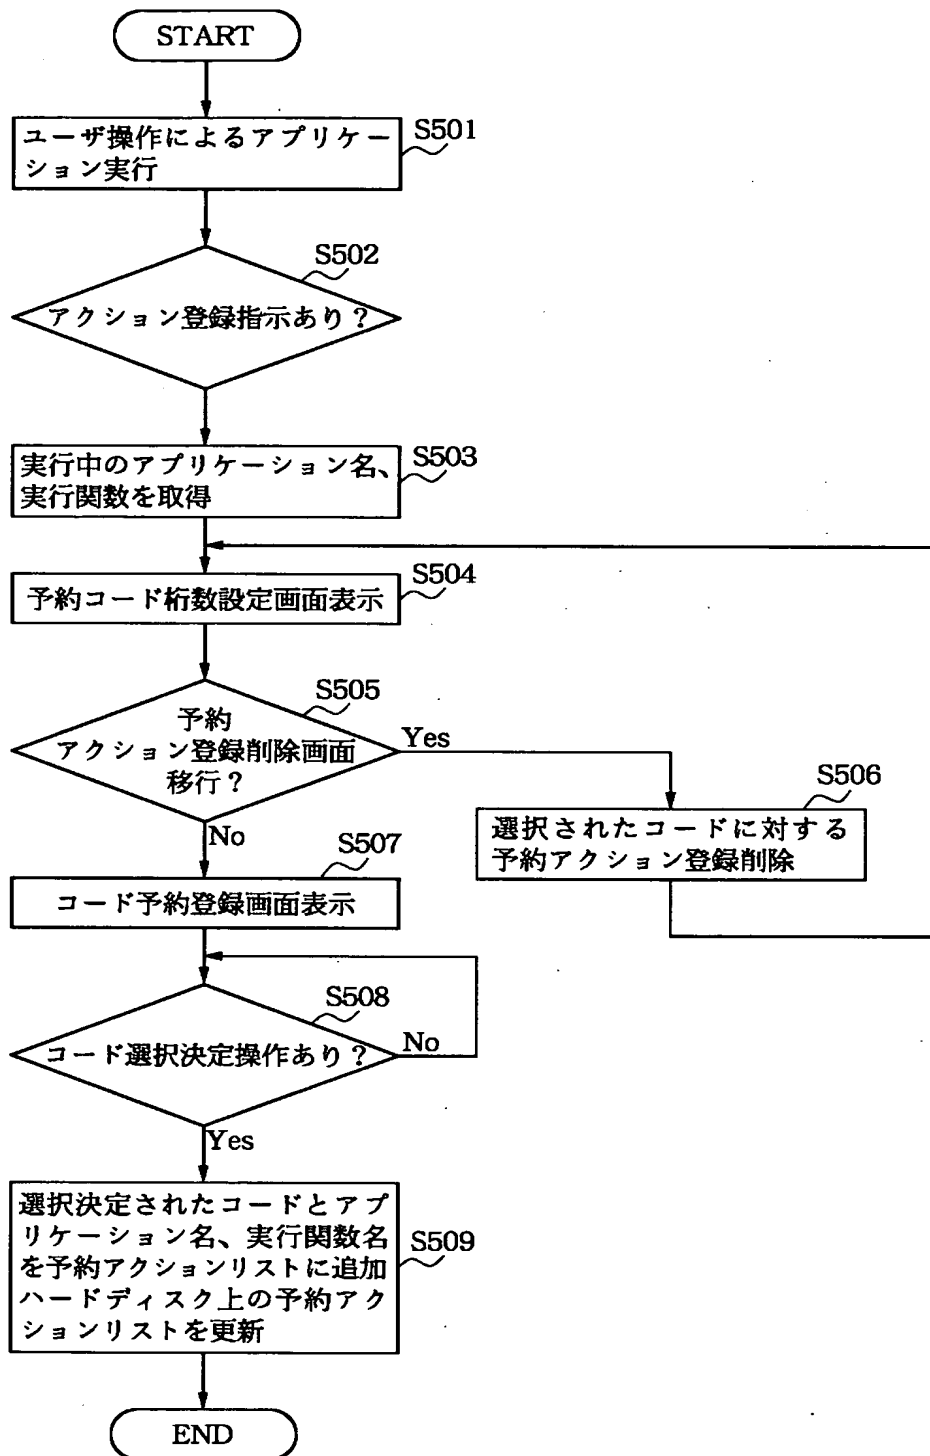 START
ユーザ操作によるアプリケー
ション実行
S501
S502
アクション登録指示あり?
実行中のアプリケーション名、
実行関数を取得
S503
予約コード桁数設定画面表示
S504
S505
予約
アクション登録削除画面
移行?
Yes
No
S506
選択されたコードに対する
予約アクション登録削除
S507
コード予約登録画面表示
S508
コード選択決定操作あり?
No
Yes
選択決定されたコードとアプ
リケーション名、実行関数名
を予約アクションリストに追加
ハードディスク上の予約アク
ションリストを更新
S509
END